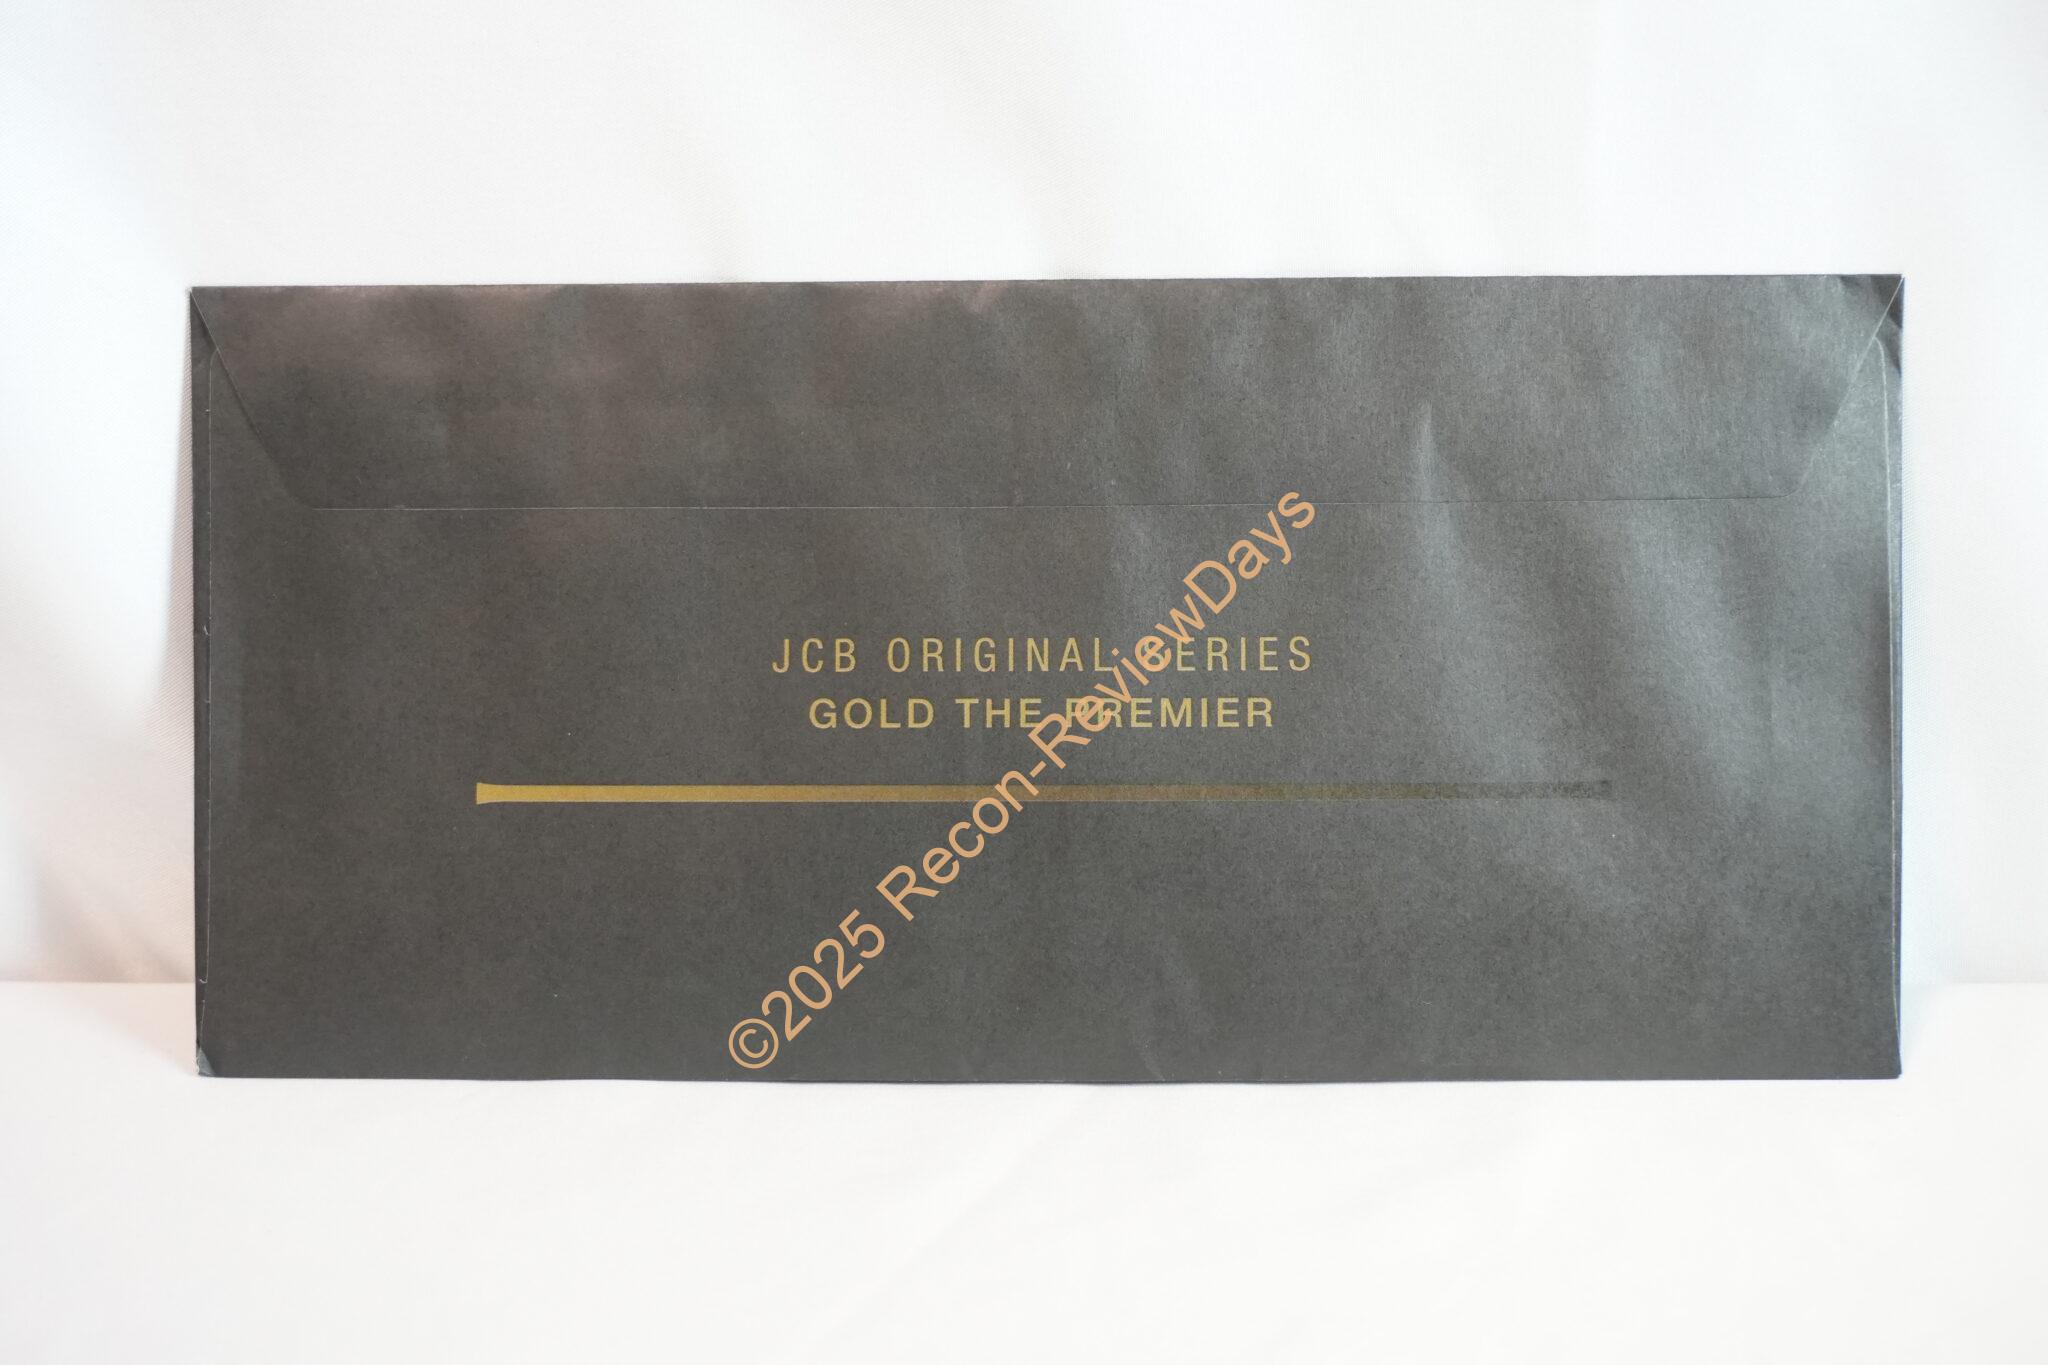 JCB ORIGINAL SERIES
GOLD THE PREMIER
©2025 Recon-ReviewDays